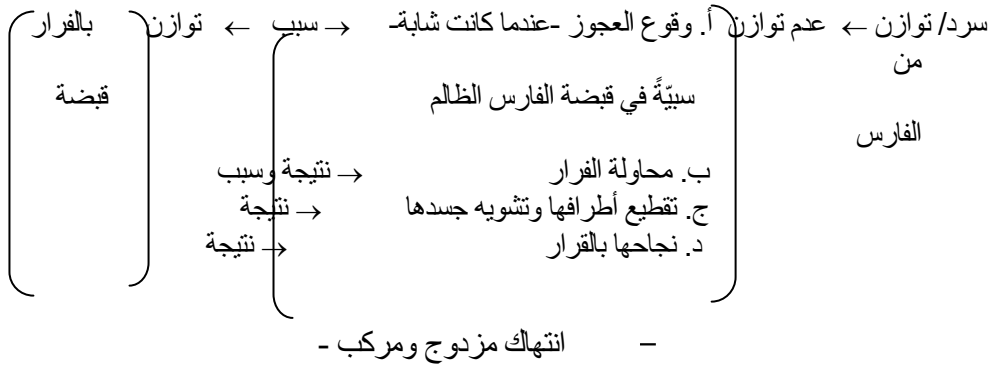 سرد/ توازن ← عدم توازن أ. وقوع العجوز -عندما كانت شابة- → سبب ← توازن بالفرار
من
سبيّةً في قبضة الفارس الظالم قبضة
الفارس
ب. محاولة الفرار → نتيجة وسبب
ج. تقطيع أطرافها وتشويه جسدها → نتيجة
د. نجاحها بالقرار → نتيجة
– انتهاك مزدوج ومركب -